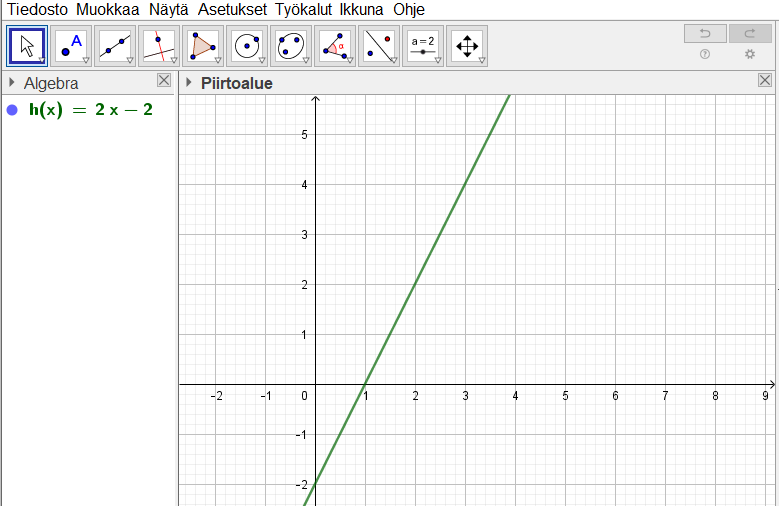 Tiedosto Muokkaa Näytä Asetukset Työkalut Ikkuna Ohje
A
α
a = 2
Algebra
Piirtoalue
h(x) = 2 x − 2
5
4
3
2
1
-2 -1 0 1 2 3 4 5 6 7 8 9
-1
-2